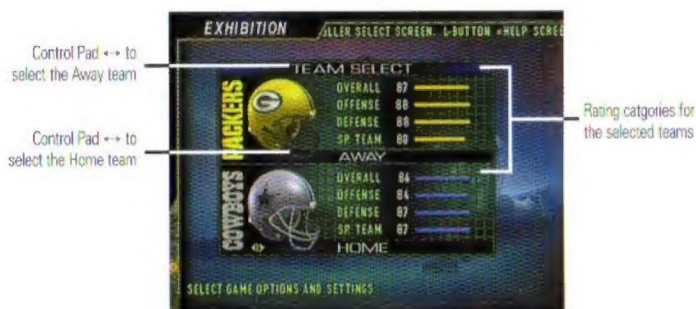 EXHIBITION
LLER SELECT SCREEN. L-BUTTON =HELP SCREE
Control Pad ↔ to
select the Away team
TEAM SELECT
PACKERS
G
OVERALL 87
OFFENSE 88
DEFENSE 88
SP TEAM 80
AWAY
Rating catgories for
the selected teams
Control Pad ↔ to
select the Home team
COWBOYS
OVERALL 84
OFFENSE 84
DEFENSE 87
SP TEAM 87
HOME
SELECT GAME OPTIONS AND SETTINGS